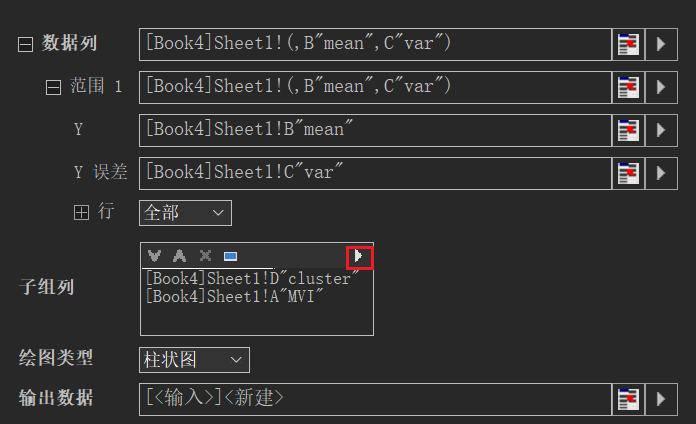 数据列 [Book4]Sheet1!(,B"mean",C"var")
范围 1 [Book4]Sheet1!(,B"mean",C"var")
Y [Book4]Sheet1!B"mean"
Y 误差 [Book4]Sheet1!C"var"
行 全部
子组列
[Book4]Sheet1!D"cluster"
[Book4]Sheet1!A"MVI"
绘图类型 柱状图
输出数据 [<输入>]<新建>